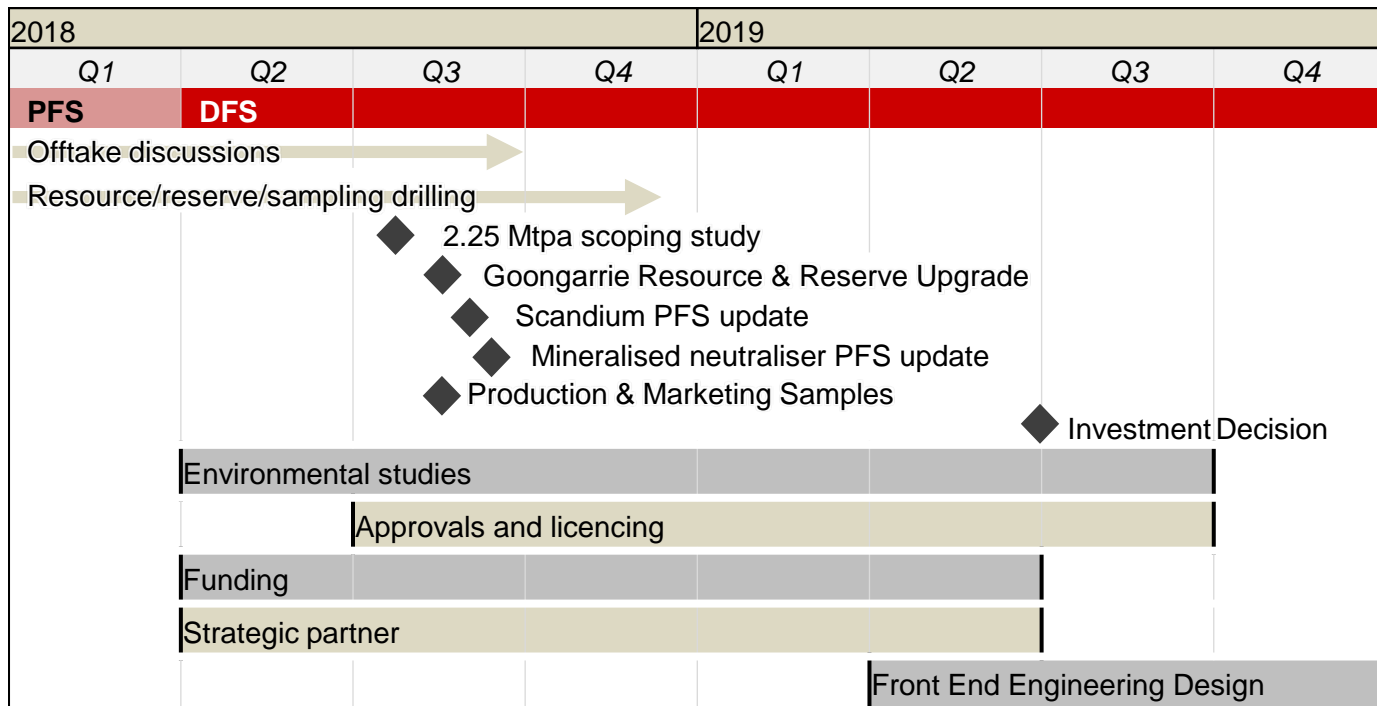 2018 2019
Q1 Q2 Q3 Q4 Q1 Q2 Q3 Q4
PFS DFS
Offtake discussions
Resource/reserve/sampling drilling
2.25 Mtpa scoping study
Goongarrie Resource & Reserve Upgrade
Scandium PFS update
Mineralised neutraliser PFS update
Production & Marketing Samples
Investment Decision
Environmental studies
Approvals and licencing
Funding
Strategic partner
Front End Engineering Design